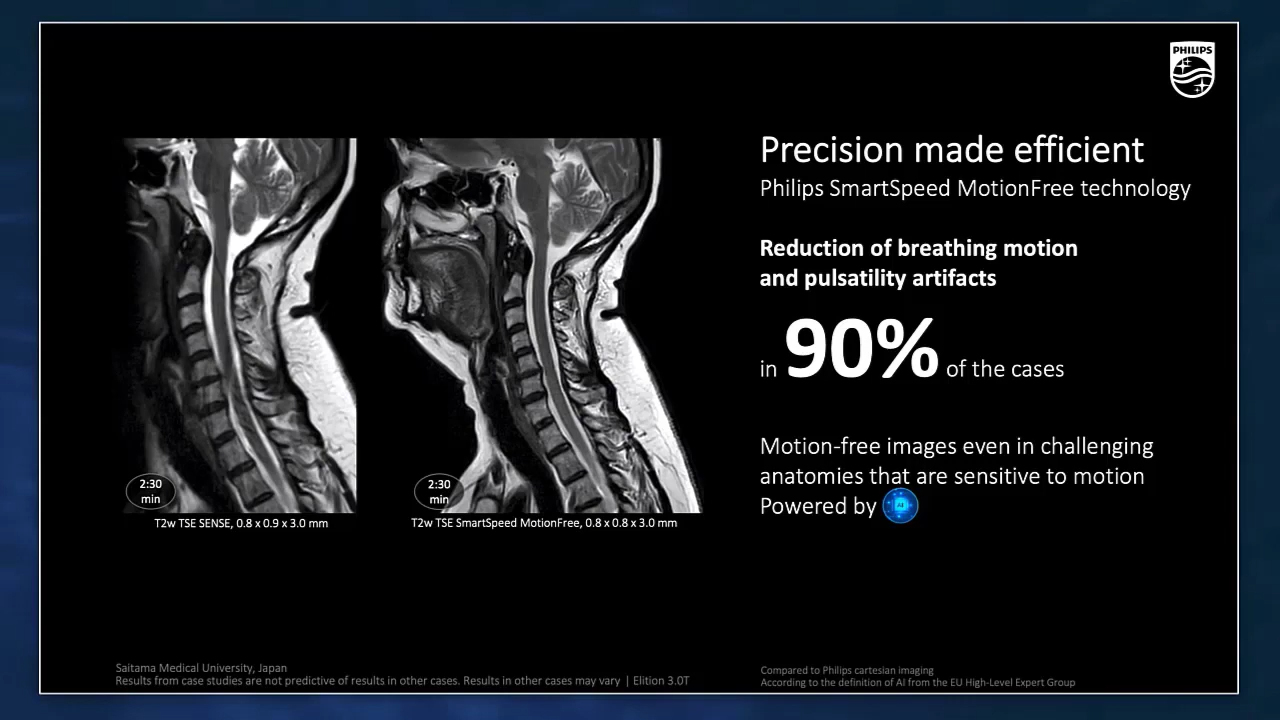 PHILIPS
Precision made efficient
Philips SmartSpeed MotionFree technology
Reduction of breathing motion
and pulsatility artifacts
in 90% of the cases
Motion-free images even in challenging
anatomies that are sensitive to motion
Powered by AI
2:30
min
2:30
min
T2w TSE SENSE, 0.8 x 0.9 x 3.0 mm
T2w TSE SmartSpeed MotionFree, 0.8 x 0.8 x 3.0 mm
Saitama Medical University, Japan
Results from case studies are not predictive of results in other cases. Results in other cases may vary | Elition 3.0T
Compared to Philips cartesian imaging
According to the definition of AI from the EU High-Level Expert Group